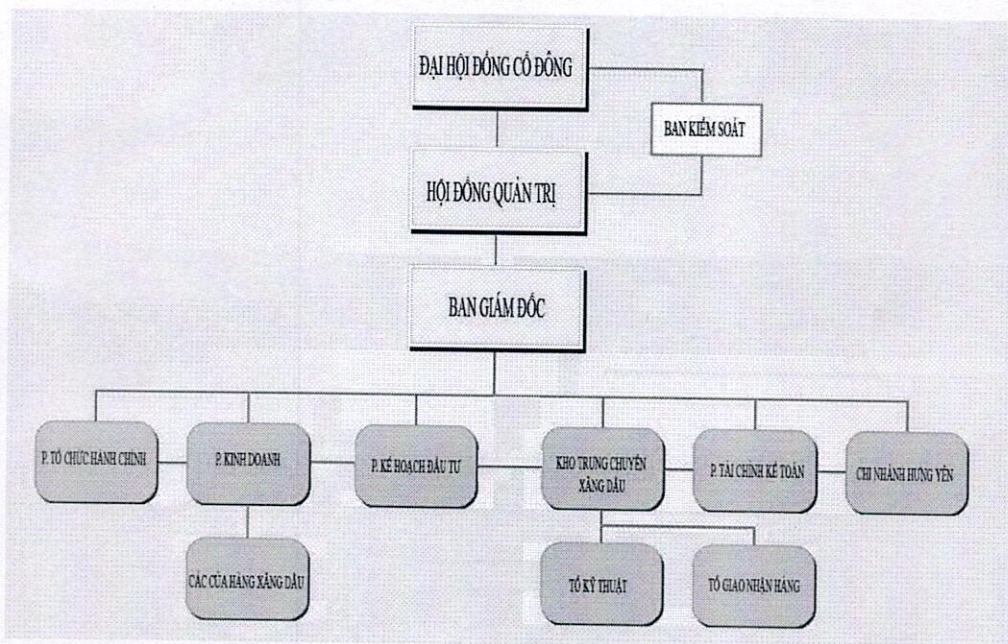 ĐẠI HỘI ĐỒNG CỔ ĐÔNG
BAN KIỂM SOÁT
HỘI ĐỒNG QUẢN TRỊ
BAN GIÁM ĐỐC
P. TỔ CHỨC HÀNH CHÍNH
P. KINH DOANH
P. KẾ HOẠCH ĐẦU TƯ
KHO TRUNG CHUYỂN
XĂNG DẦU
P. TÀI CHÍNH KẾ TOÁN
CHI NHÁNH HƯNG YÊN
CÁC CỬA HÀNG XĂNG DẦU
TỔ KỸ THUẬT
TỔ GIAO NHẬN HÀNG